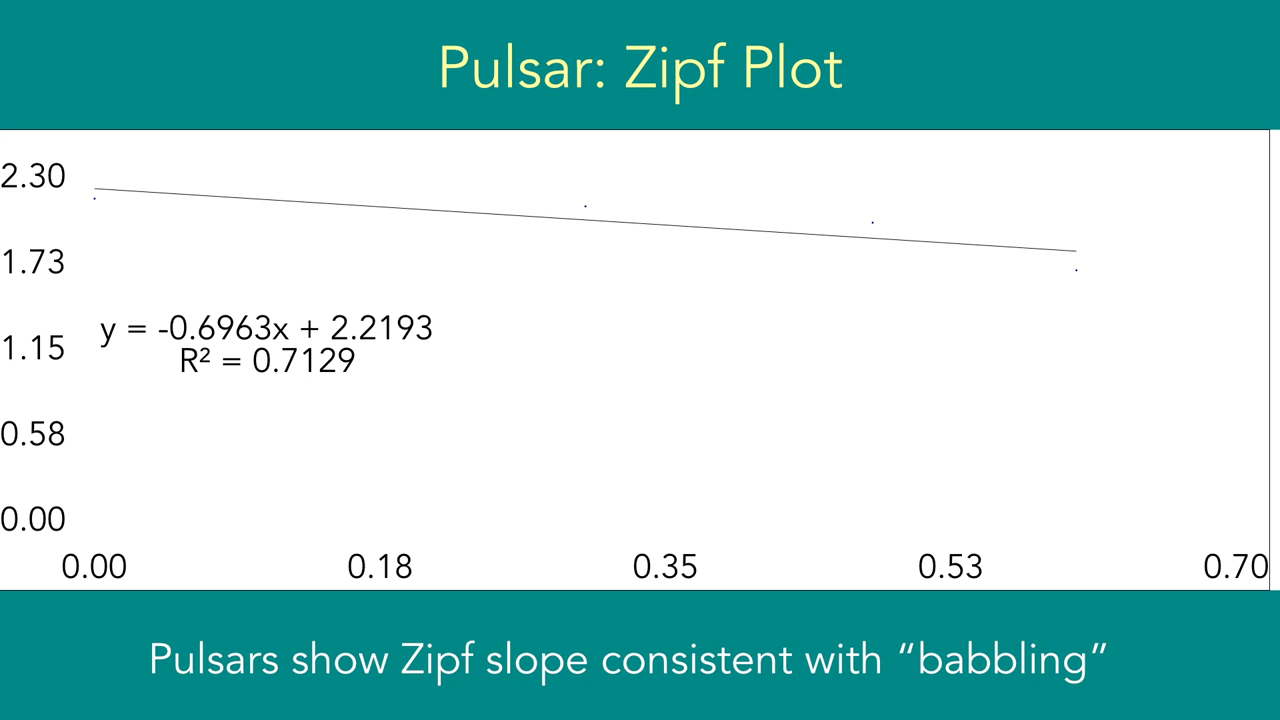 Pulsar: Zipf Plot
2.30
1.73
1.15
0.58
0.00
y = -0.6963x + 2.2193
R² = 0.7129
0.00 0.18 0.35 0.53 0.70
Pulsars show Zipf slope consistent with “babbling”